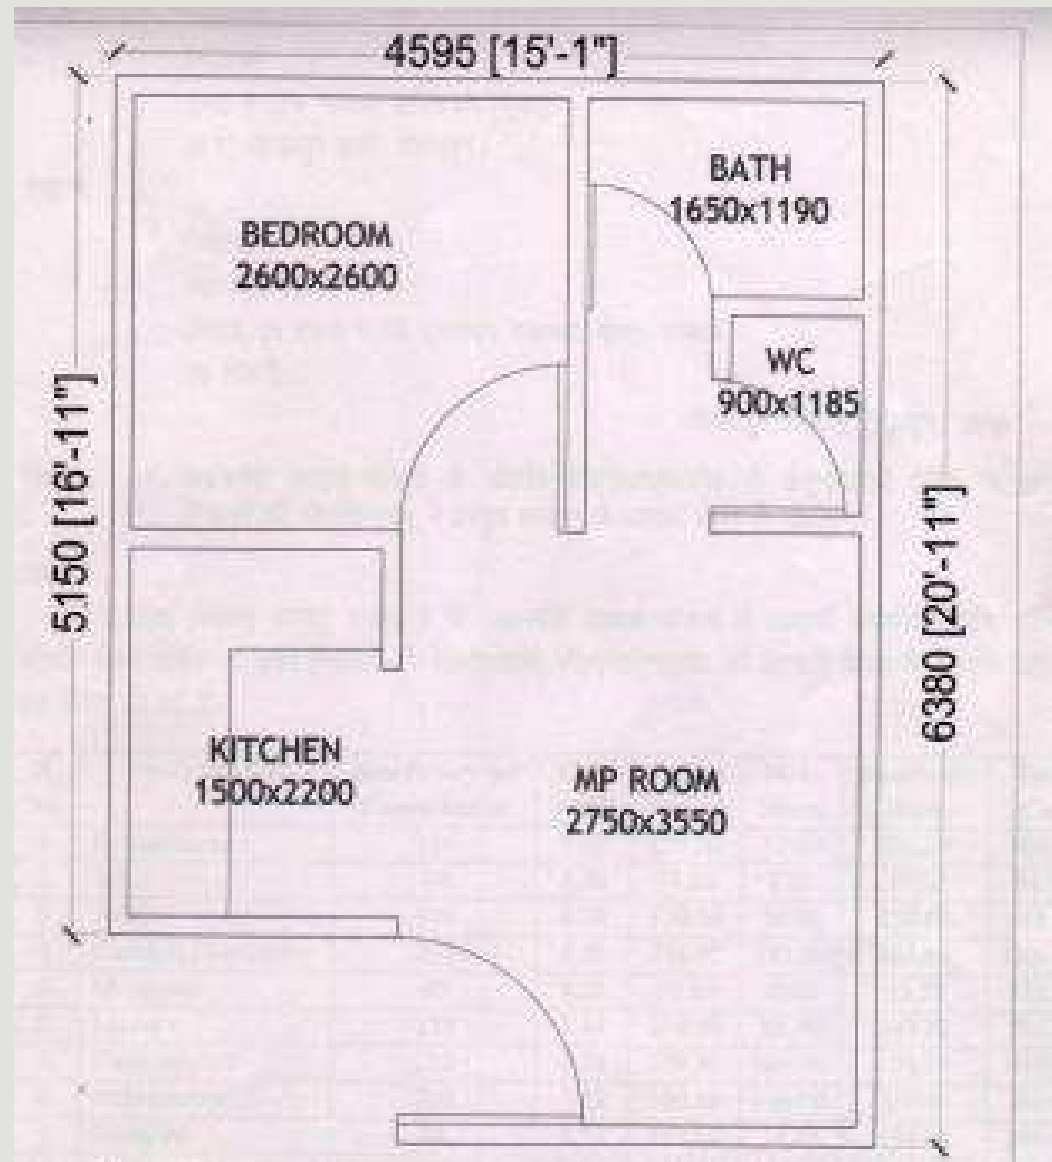 4595 [15'-1"]
BATH
1650x1190
BEDROOM
2600x2600
WC
900x1185
5150 [16'-11"]
6380 [20'-11"]
KITCHEN
1500x2200
MP ROOM
2750x3550